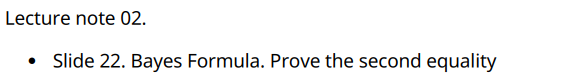 Lecture note 02.
• Slide 22. Bayes Formula. Prove the second equality